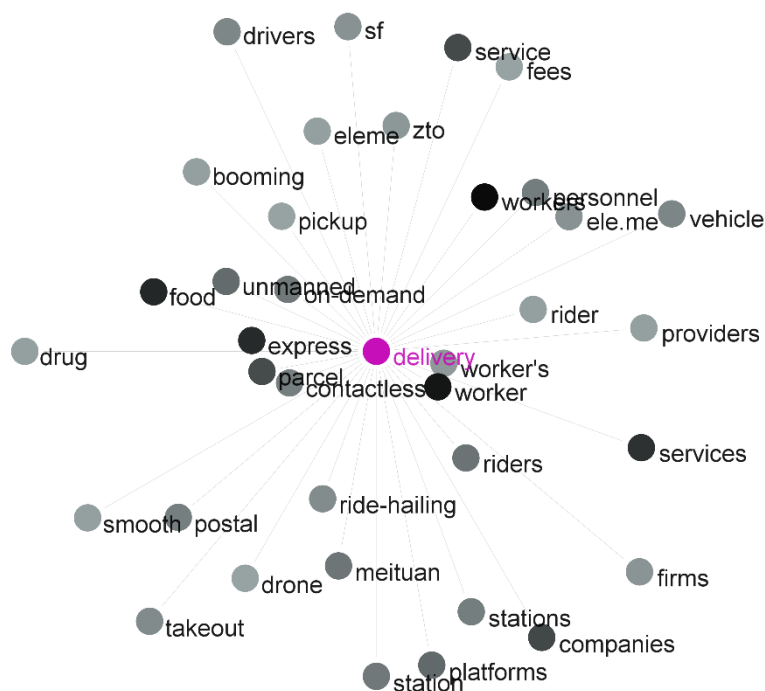 drivers
sf
service
fees
eleme
zto
booming
pickup
workers
personnel
ele.me
vehicle
unmanned
on-demand
food
rider
providers
express
delivery
drug
parcel
contactless
worker's
worker
services
riders
ride-hailing
smooth
postal
meituan
drone
firms
takeout
stations
companies
station
platforms